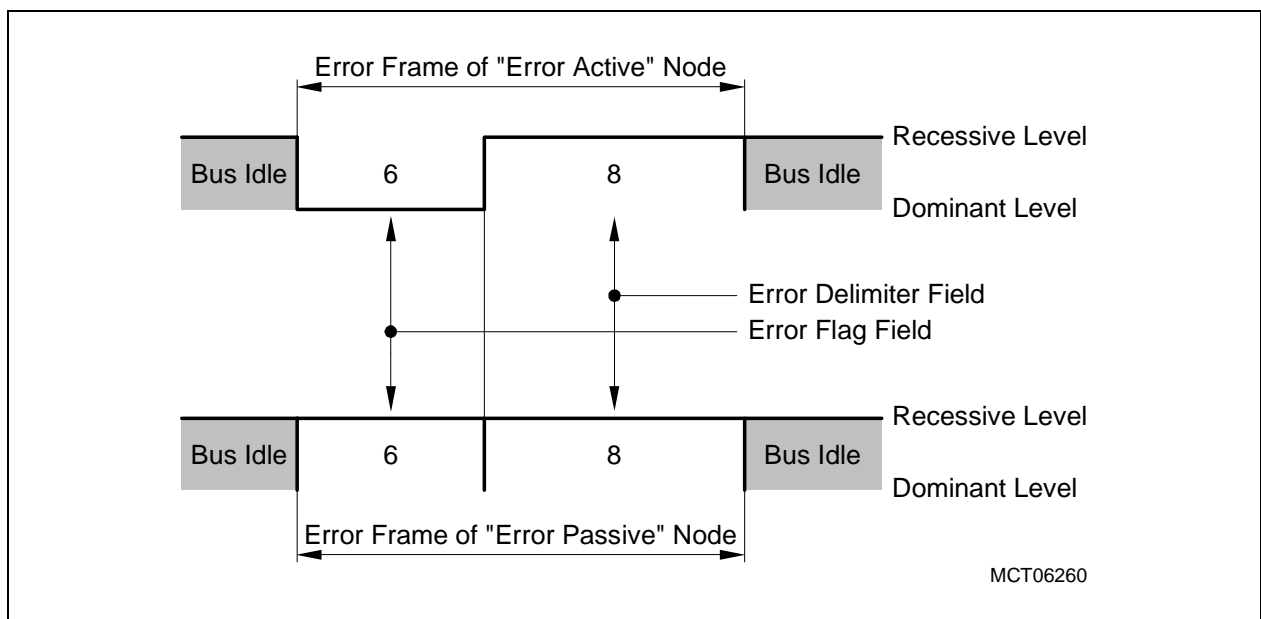 Error Frame of "Error Active" Node
Recessive Level
Bus Idle 6 8 Bus Idle
Dominant Level
Error Delimiter Field
Error Flag Field
Recessive Level
Bus Idle 6 8 Bus Idle
Dominant Level
Error Frame of "Error Passive" Node
MCT06260